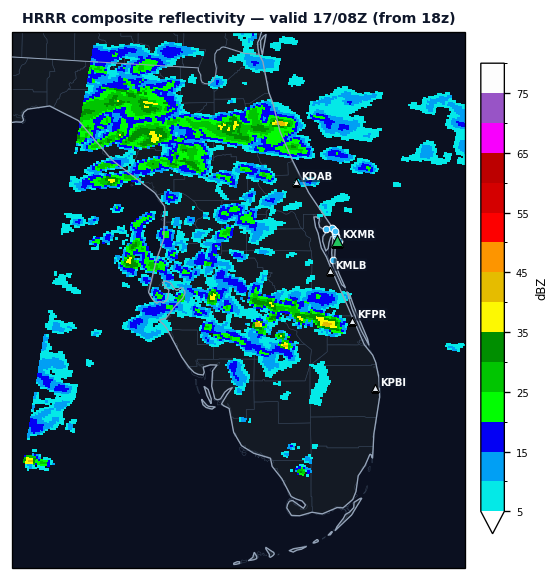 HRRR composite reflectivity — valid 17/08Z (from 18z)
KDAB
KXMR
KMLB
KFPR
KPBI
75
65
55
45
35
25
15
5
dBZ